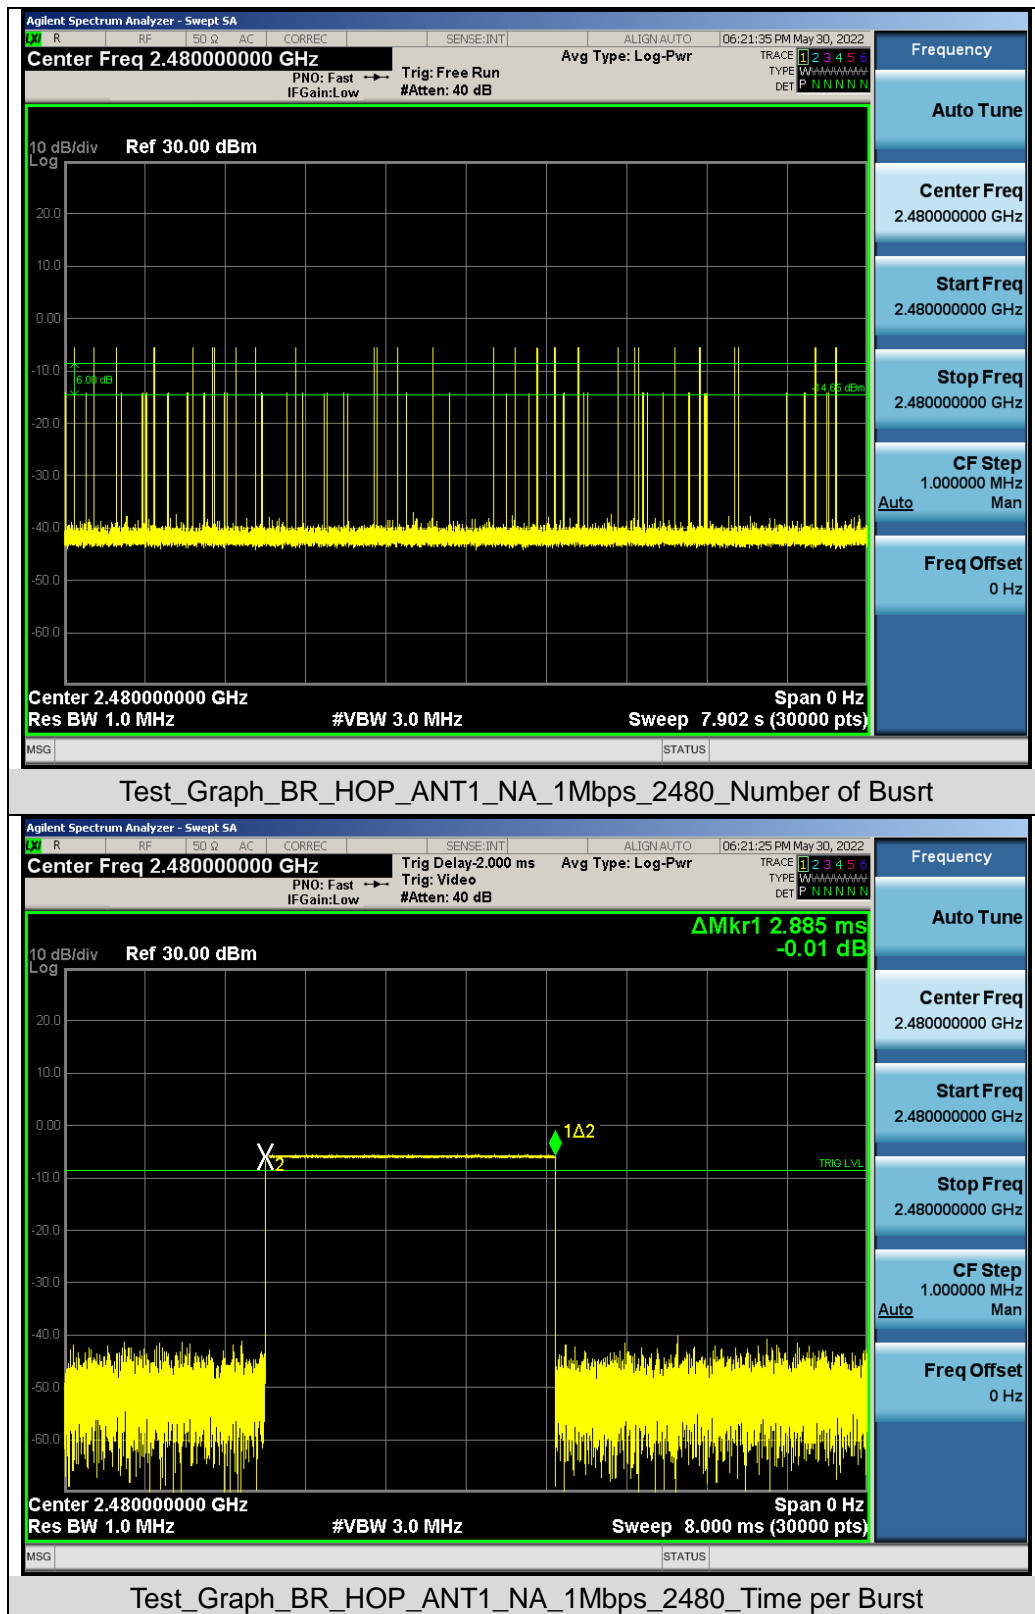 Agilent Spectrum Analyzer - Swept SA
LXI R RF 50 Ω AC CORREC SENSE:INT ALIGN AUTO 06:21:35 PM May 30, 2022
Center Freq 2.480000000 GHz Avg Type: Log-Pwr TRACE 1 2 3 4 5 6
PNO: Fast Trig: Free Run TYPE WWWWWW
IFGain:Low #Atten: 40 dB DET P N N N N N
10 dB/div Ref 30.00 dBm
Log
20.0
10.0
0.00
-10.0
6.00 dB
-14.65 dBm
-20.0
-30.0
-40.0
-50.0
-60.0
Center 2.480000000 GHz Span 0 Hz
Res BW 1.0 MHz #VBW 3.0 MHz Sweep 7.902 s (30000 pts)
MSG STATUS
Frequency
Auto Tune
Center Freq
2.480000000 GHz
Start Freq
2.480000000 GHz
Stop Freq
2.480000000 GHz
CF Step
1.000000 MHz
Auto Man
Freq Offset
0 Hz
Test_Graph_BR_HOP_ANT1_NA_1Mbps_2480_Number of Busrt
Agilent Spectrum Analyzer - Swept SA
LXI R RF 50 Ω AC CORREC SENSE:INT ALIGN AUTO 06:21:25 PM May 30, 2022
Center Freq 2.480000000 GHz Trig Delay-2.000 ms Avg Type: Log-Pwr TRACE 1 2 3 4 5 6
PNO: Fast Trig: Video TYPE WWWWWW
IFGain:Low #Atten: 40 dB DET P N N N N N
ΔMkr1 2.885 ms
-0.01 dB
10 dB/div Ref 30.00 dBm
Log
20.0
10.0
0.00
1Δ2
2
TRIG LVL
-10.0
-20.0
-30.0
-40.0
-50.0
-60.0
Center 2.480000000 GHz Span 0 Hz
Res BW 1.0 MHz #VBW 3.0 MHz Sweep 8.000 ms (30000 pts)
MSG STATUS
Frequency
Auto Tune
Center Freq
2.480000000 GHz
Start Freq
2.480000000 GHz
Stop Freq
2.480000000 GHz
CF Step
1.000000 MHz
Auto Man
Freq Offset
0 Hz
Test_Graph_BR_HOP_ANT1_NA_1Mbps_2480_Time per Burst